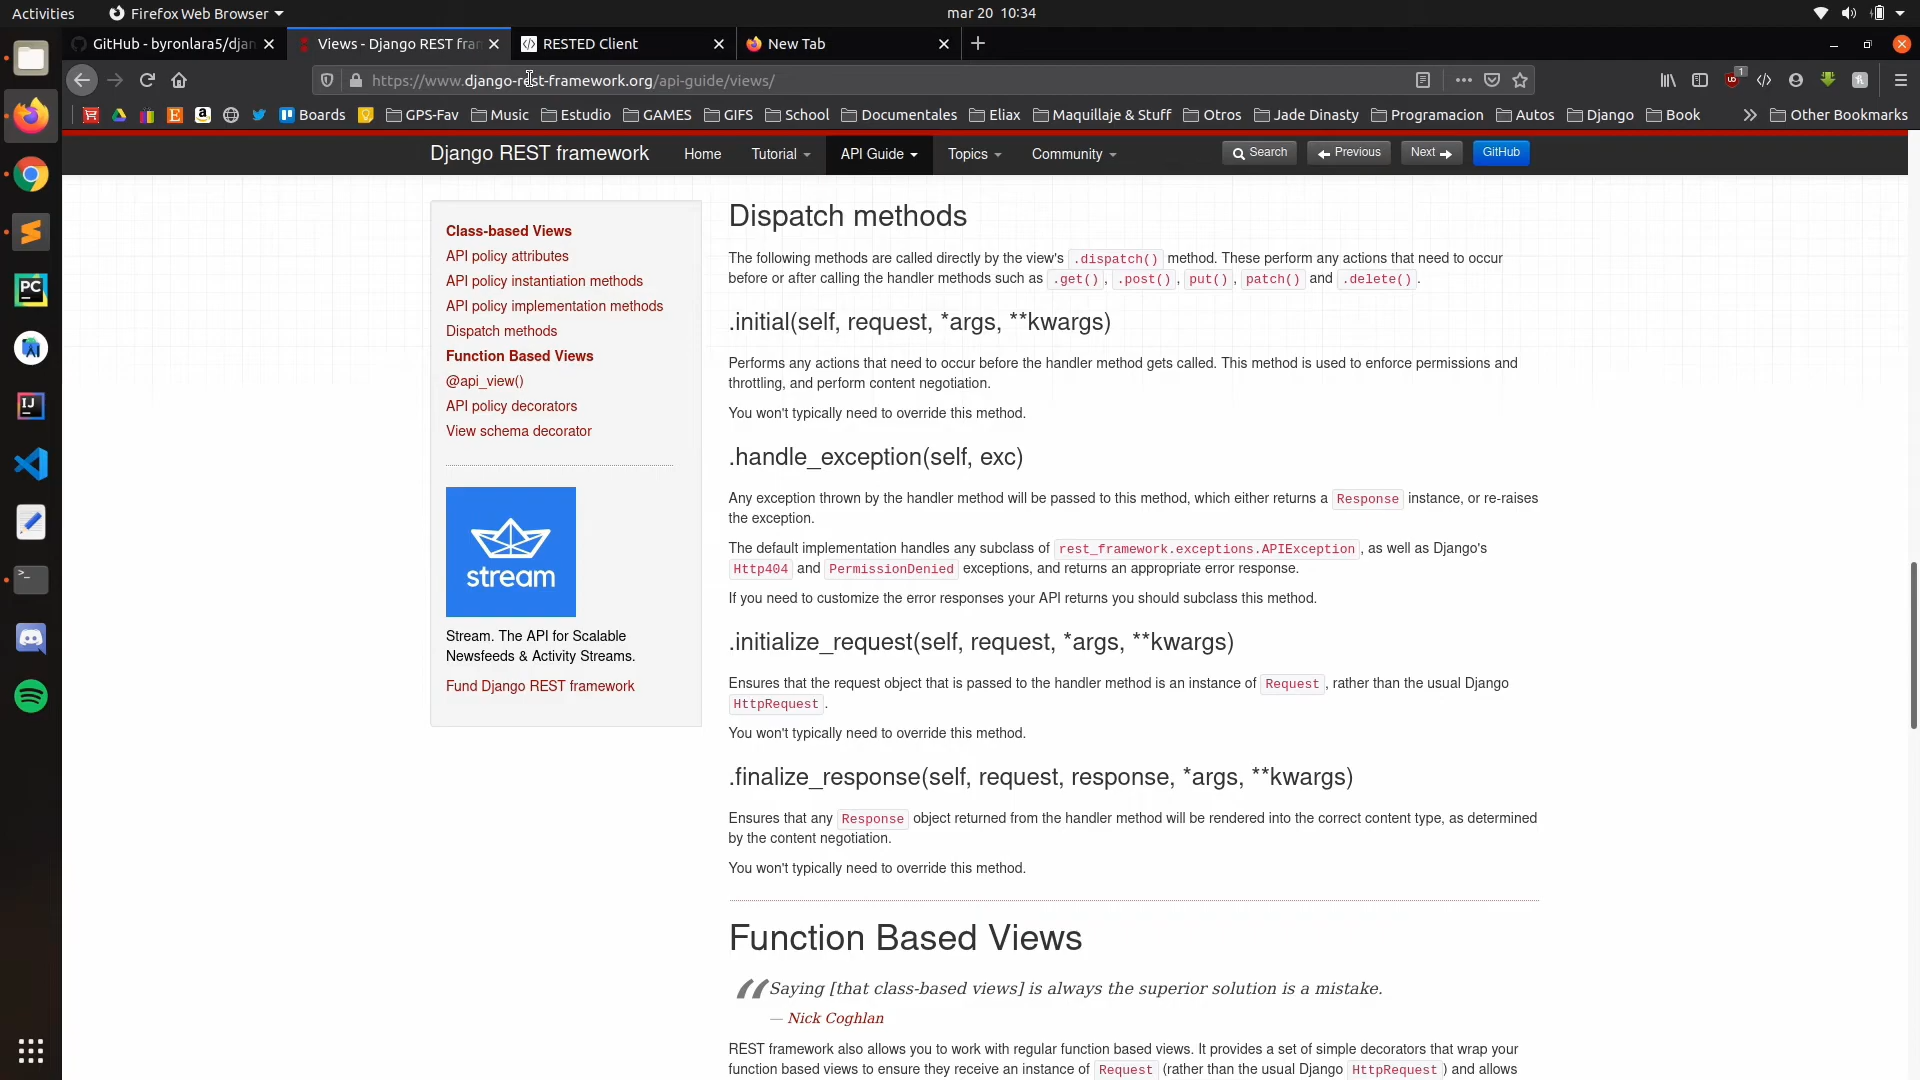 Activities
Firefox Web Browser
mar 20 10:34
GitHub - byronlara5/djan
Views - Django REST fram
RESTED Client
New Tab
https://www.django-rest-framework.org/api-guide/views/
1
Boards
GPS-Fav
Music
Estudio
GAMES
GIFS
School
Documentales
Eliax
Maquillaje & Stuff
Otros
Jade Dinasty
Programacion
Autos
Django
Book
Other Bookmarks
Django REST framework
Home
Tutorial
API Guide
Topics
Community
Search
Previous
Next
GitHub
Class-based Views
API policy attributes
API policy instantiation methods
API policy implementation methods
Dispatch methods
Function Based Views
@api_view()
API policy decorators
View schema decorator
stream
Stream. The API for Scalable
Newsfeeds & Activity Streams.
Fund Django REST framework
Dispatch methods
The following methods are called directly by the view's .dispatch() method. These perform any actions that need to occur
before or after calling the handler methods such as .get(), .post(), put(), patch() and .delete().
.initial(self, request, *args, **kwargs)
Performs any actions that need to occur before the handler method gets called. This method is used to enforce permissions and
throttling, and perform content negotiation.
You won't typically need to override this method.
.handle_exception(self, exc)
Any exception thrown by the handler method will be passed to this method, which either returns a Response instance, or re-raises
the exception.
The default implementation handles any subclass of rest_framework.exceptions.APIException, as well as Django's
Http404 and PermissionDenied exceptions, and returns an appropriate error response.
If you need to customize the error responses your API returns you should subclass this method.
.initialize_request(self, request, *args, **kwargs)
Ensures that the request object that is passed to the handler method is an instance of Request, rather than the usual Django
HttpRequest.
You won't typically need to override this method.
.finalize_response(self, request, response, *args, **kwargs)
Ensures that any Response object returned from the handler method will be rendered into the correct content type, as determined
by the content negotiation.
You won't typically need to override this method.
Function Based Views
“Saying [that class-based views] is always the superior solution is a mistake.
— Nick Coghlan
REST framework also allows you to work with regular function based views. It provides a set of simple decorators that wrap your
function based views to ensure they receive an instance of Request (rather than the usual Django HttpRequest) and allows